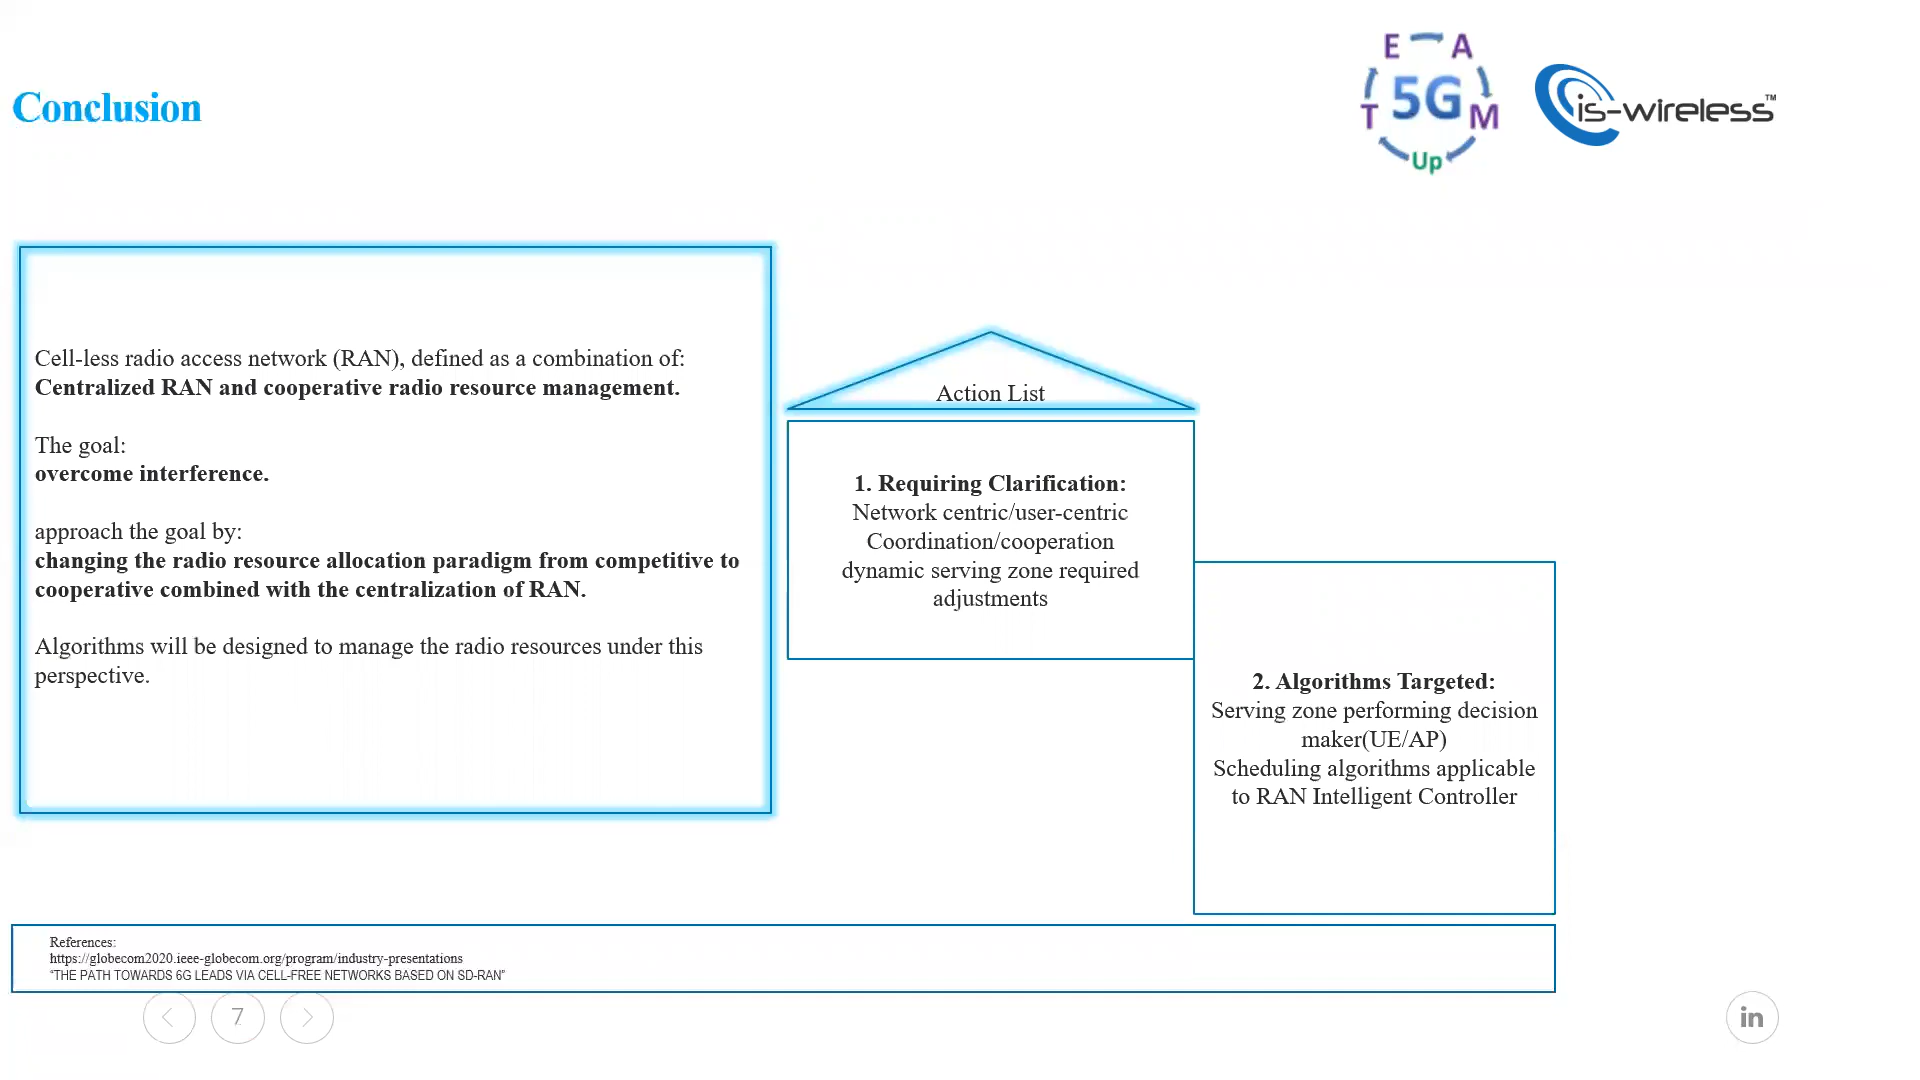 Conclusion
E A
5G
T M
Up
is-wireless™
Cell-less radio access network (RAN), defined as a combination of:
Centralized RAN and cooperative radio resource management.
The goal:
overcome interference.
approach the goal by:
changing the radio resource allocation paradigm from competitive to
cooperative combined with the centralization of RAN.
Algorithms will be designed to manage the radio resources under this
perspective.
Action List
1. Requiring Clarification:
Network centric/user-centric
Coordination/cooperation
dynamic serving zone required
adjustments
2. Algorithms Targeted:
Serving zone performing decision
maker(UE/AP)
Scheduling algorithms applicable
to RAN Intelligent Controller
References:
https://globecom2020.ieee-globecom.org/program/industry-presentations
“THE PATH TOWARDS 6G LEADS VIA CELL-FREE NETWORKS BASED ON SD-RAN”
7
in